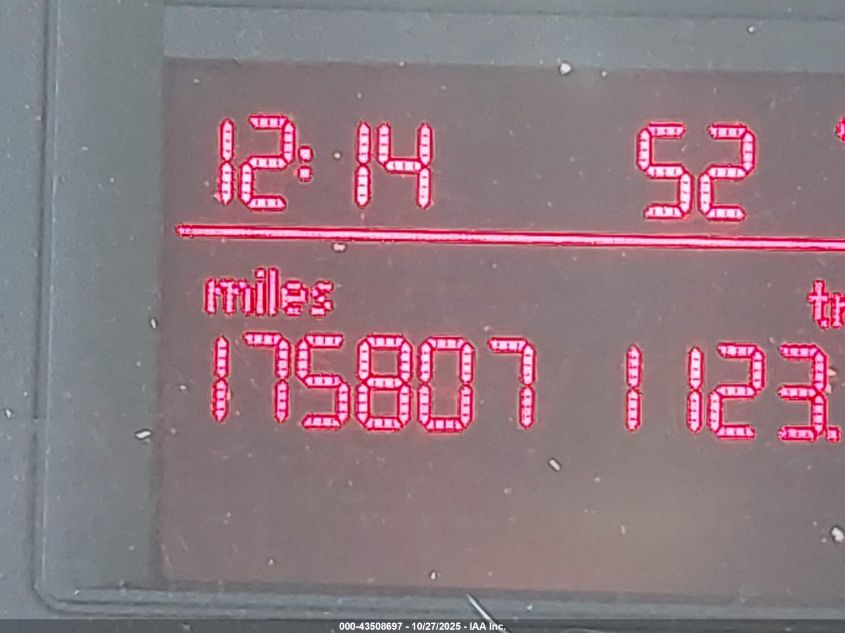 12:14 52
miles
175807 1123.
000-43508697 - 10/27/2025 - IAA Inc.